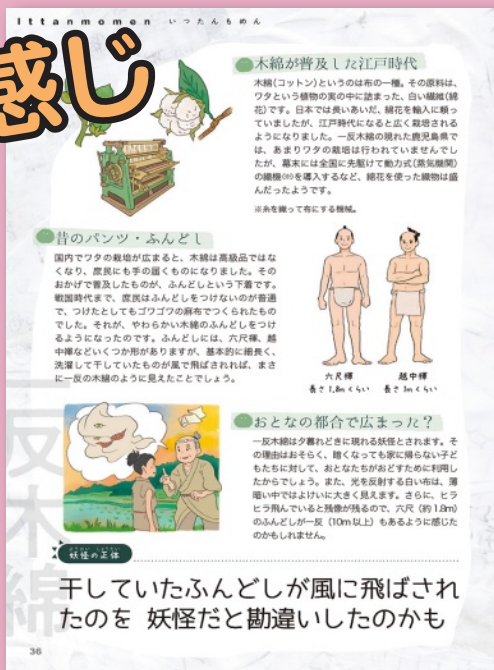 Ittanmomen いったんもめん
感じ
木綿が普及した江戸時代
木綿(コットン)というのは布の一種。その原料は、
ワタという植物の実の中に詰まった、白い繊維(綿
花)です。日本では長いあいだ、綿花を輸入に頼っ
ていましたが、江戸時代になると広く栽培される
ようになりました。一反木綿の現れた鹿児島県で
は、あまりワタの栽培は行われていませんでし
たが、幕末には全国に先駆けて動力式(蒸気機関)
の織機(※)を導入するなど、綿花を使った織物は盛
んだったようです。
※糸を織って布にする機械。
昔のパンツ・ふんどし
国内でワタの栽培が広まると、木綿は高級品ではな
くなり、庶民にも手の届くものになりました。その
おかげで普及したものが、ふんどしという下着です。
戦国時代まで、庶民はふんどしをつけないのが普通
で、つけたとしてもゴワゴワの麻布でつくられたもの
でした。それが、やわらかい木綿のふんどしをつけ
るようになったのです。ふんどしには、六尺褌、越
中褌などいくつか形がありますが、基本的に細長く、
洗濯して干していたものが風で飛ばされれば、まさ
に一反の木綿のように見えたことでしょう。
六尺褌
長さ1.8mくらい
越中褌
長さ1mくらい
おとなの都合で広まった?
一反木綿は夕暮れどきに現れる妖怪とされます。そ
の理由はおそらく、暗くなっても家に帰らない子ど
もたちに対して、おとなたちがおどすために利用し
たからでしょう。また、光を反射する白い布は、薄
暗い中ではよけいに大きく見えます。さらに、ヒラ
ヒラ飛んでいると残像が残るので、六尺(約1.8m)
のふんどしが一反(10m以上)もあるように感じた
のかもしれません。
一反木綿
妖怪の正体
干していたふんどしが風に飛ばされ
たのを 妖怪だと勘違いしたのかも
36